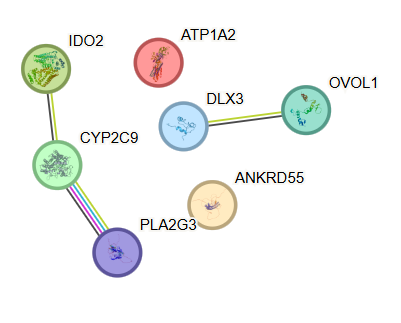 IDO2
ATP1A2
OVOL1
DLX3
CYP2C9
ANKRD55
PLA2G3